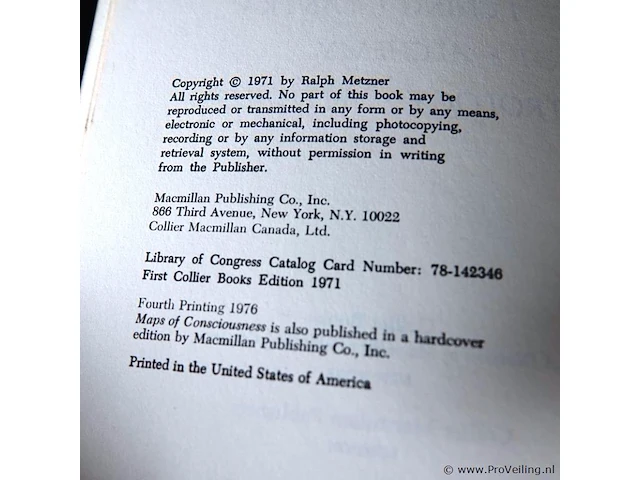 Copyright © 1971 by Ralph Metzner
All rights reserved. No part of this book may be
reproduced or transmitted in any form or by any means,
electronic or mechanical, including photocopying,
recording or by any information storage and
retrieval system, without permission in writing
from the Publisher.
Macmillan Publishing Co., Inc.
866 Third Avenue, New York, N.Y. 10022
Collier Macmillan Canada, Ltd.
Library of Congress Catalog Card Number: 78-142346
First Collier Books Edition 1971
Fourth Printing 1976
Maps of Consciousness is also published in a hardcover
edition by Macmillan Publishing Co., Inc.
Printed in the United States of America
© www.ProVeiling.nl